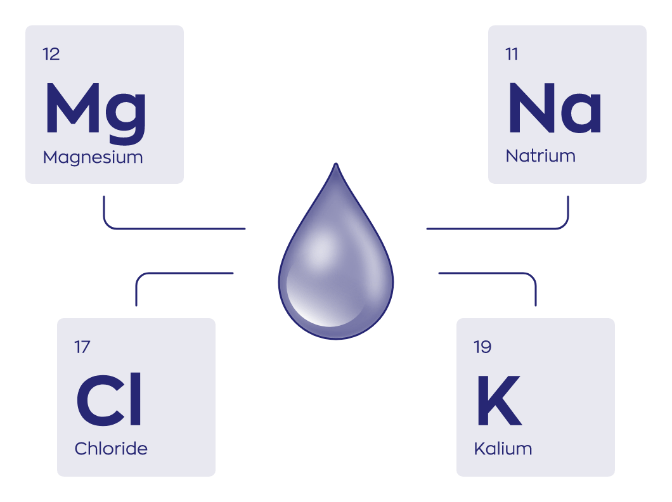 12
Mg
Magnesium
11
Na
Natrium
17
Cl
Chloride
19
K
Kalium